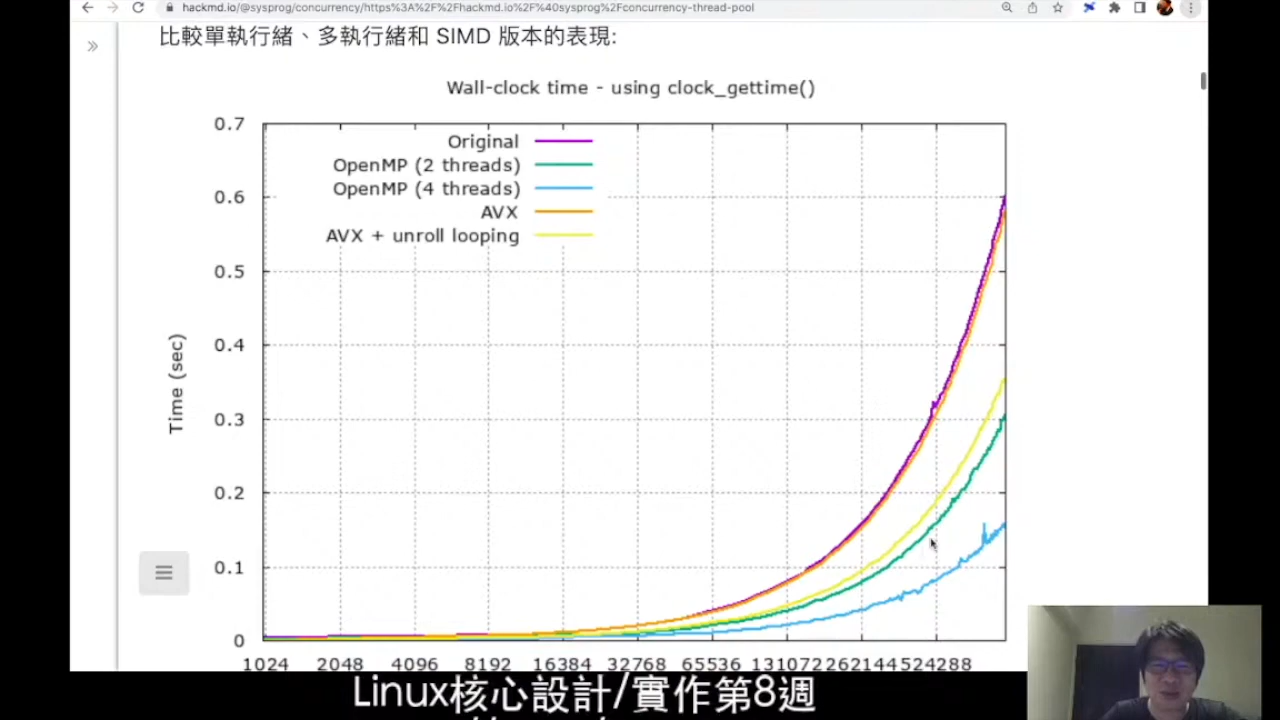 hackmd.io/@sysprog/concurrency/https%3A%2F%2Fhackmd.io%2F%40sysprog%2Fconcurrency-thread-pool
比較單執行緒、多執行緒和 SIMD 版本的表現:
Wall-clock time - using clock_gettime()
0.7
0.6
0.5
0.4
0.3
0.2
0.1
0
Original
OpenMP (2 threads)
OpenMP (4 threads)
AVX
AVX + unroll looping
Time (sec)
1024 2048 4096 8192 16384 32768 65536 131072 262144 524288
Linux核心設計/實作第8週